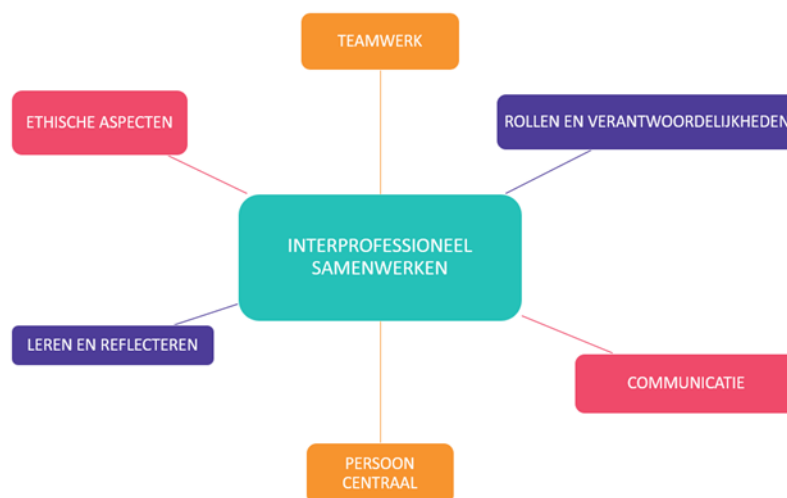 TEAMWERK
ETHISCHE ASPECTEN
ROLLEN EN VERANTWOORDELIJKHEDEN
INTERPROFESSIONEEL
SAMENWERKEN
LEREN EN REFLECTEREN
COMMUNICATIE
PERSOON
CENTRAAL